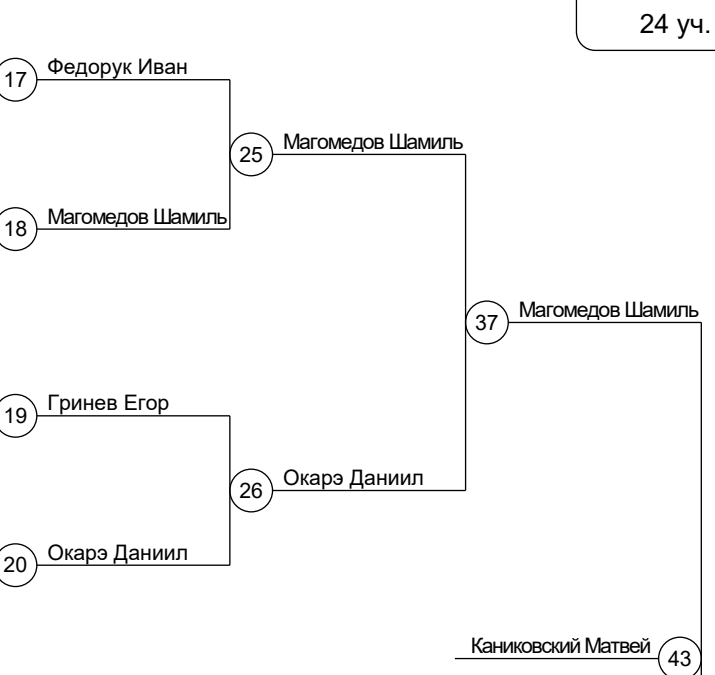 24 уч.
17 Федорук Иван
25 Магомедов Шамиль
18 Магомедов Шамиль
37 Магомедов Шамиль
19 Гринев Егор
26 Окарэ Даниил
20 Окарэ Даниил
Каниковский Матвей 43